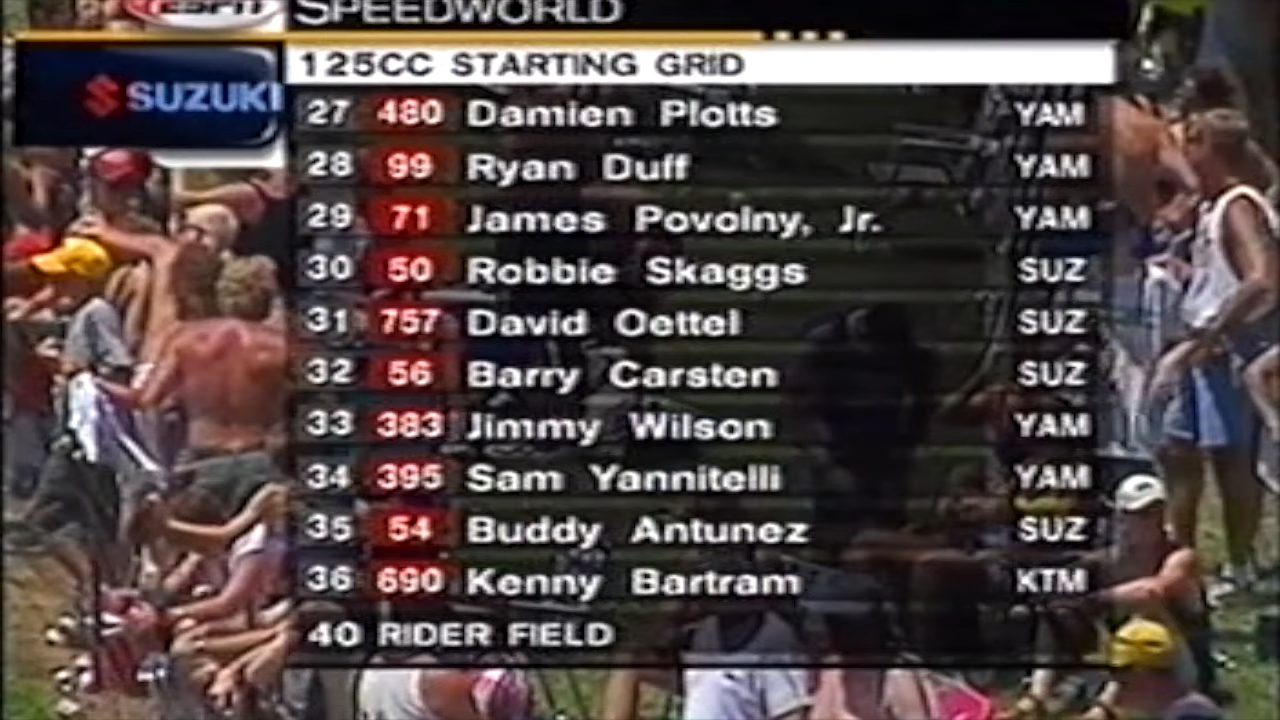 ESPN SPEEDWORLD
SUZUKI
125CC STARTING GRID
27 480 Damien Plotts YAM
28 99 Ryan Duff YAM
29 71 James Povolny, Jr. YAM
30 50 Robbie Skaggs SUZ
31 757 David Oettel SUZ
32 56 Barry Carsten SUZ
33 383 Jimmy Wilson YAM
34 395 Sam Yannitelli YAM
35 54 Buddy Antunez SUZ
36 690 Kenny Bartram KTM
40 RIDER FIELD